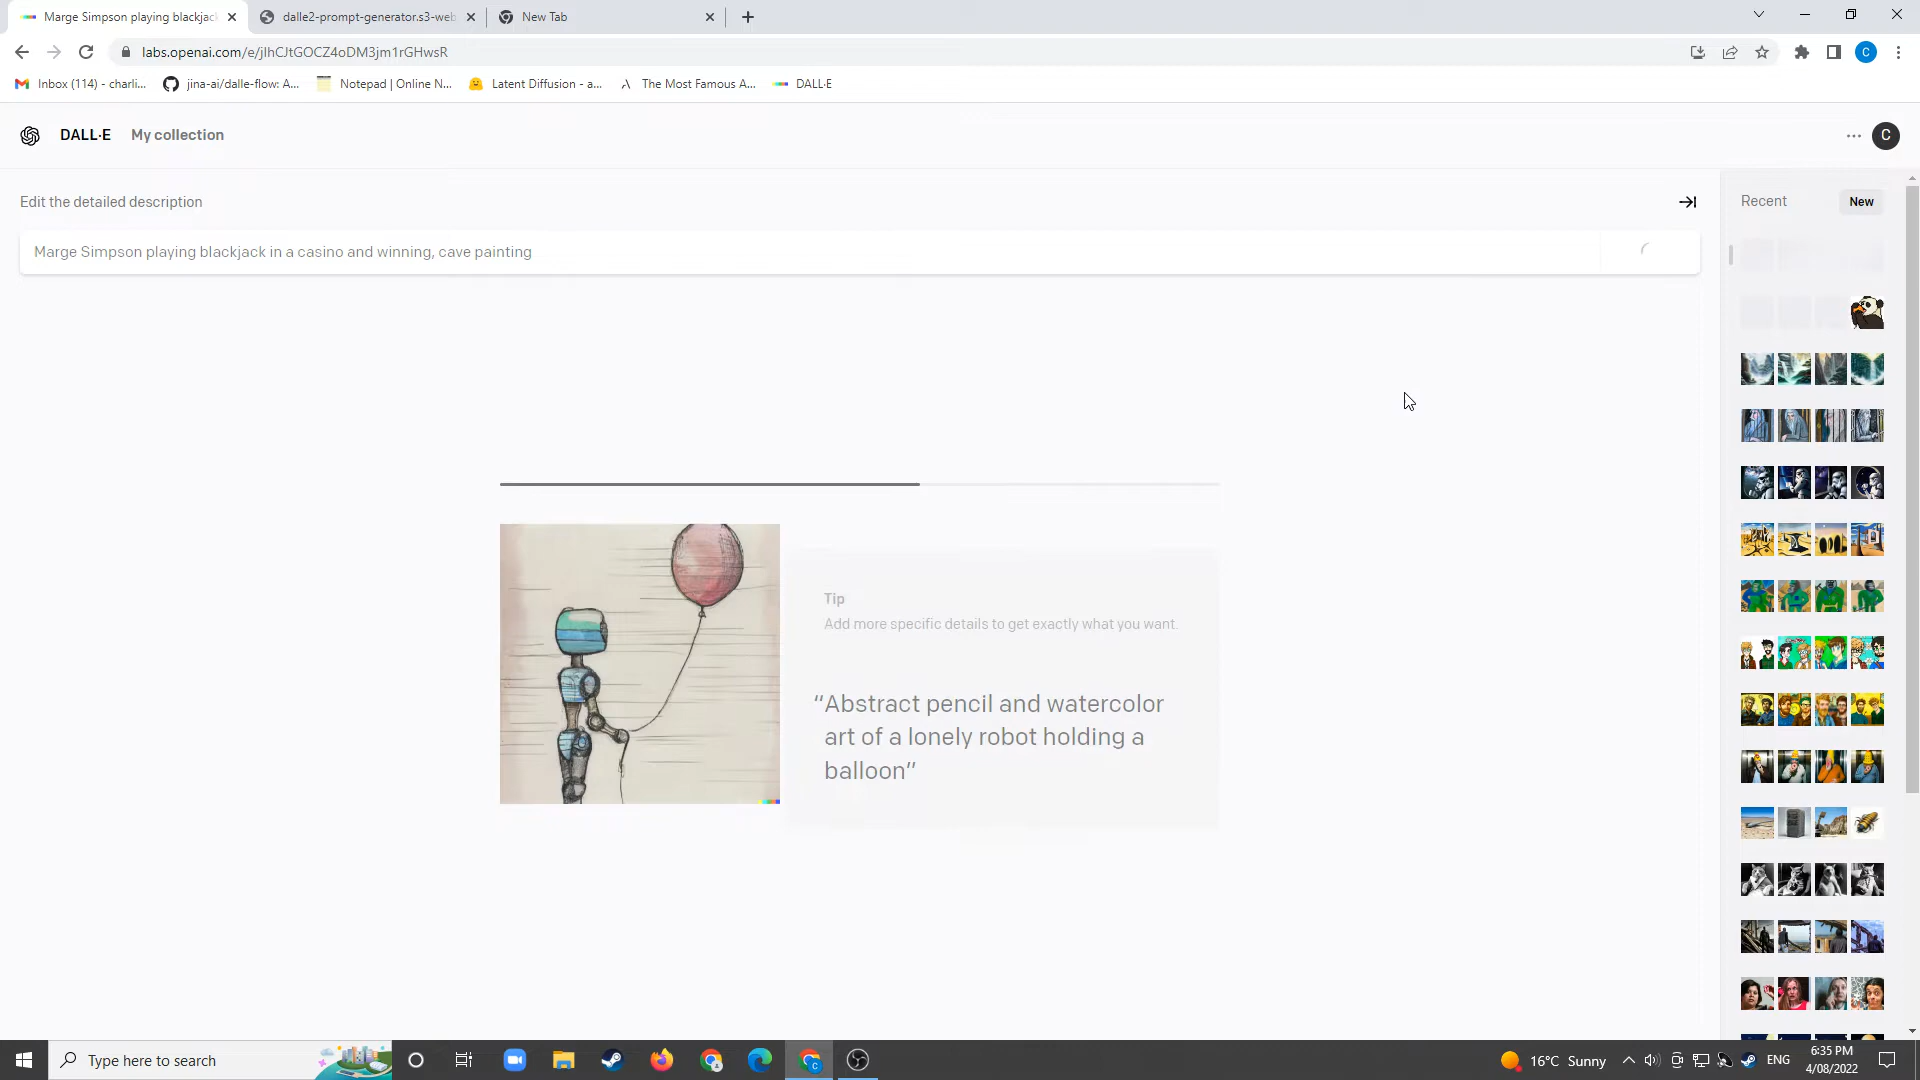 Marge Simpson playing blackjac
dalle2-prompt-generator.s3-web
New Tab
labs.openai.com/e/jIhCJtGOCZ4oDM3jm1rGHwsR
C
Inbox (114) - charli...
jina-ai/dalle-flow: A...
Notepad | Online N...
Latent Diffusion - a...
The Most Famous A...
DALL·E
DALL·E
My collection
C
Edit the detailed description
Recent
New
Marge Simpson playing blackjack in a casino and winning, cave painting
Tip
Add more specific details to get exactly what you want.
“Abstract pencil and watercolor
art of a lonely robot holding a
balloon”
Type here to search
16°C Sunny
ENG
6:35 PM
4/08/2022